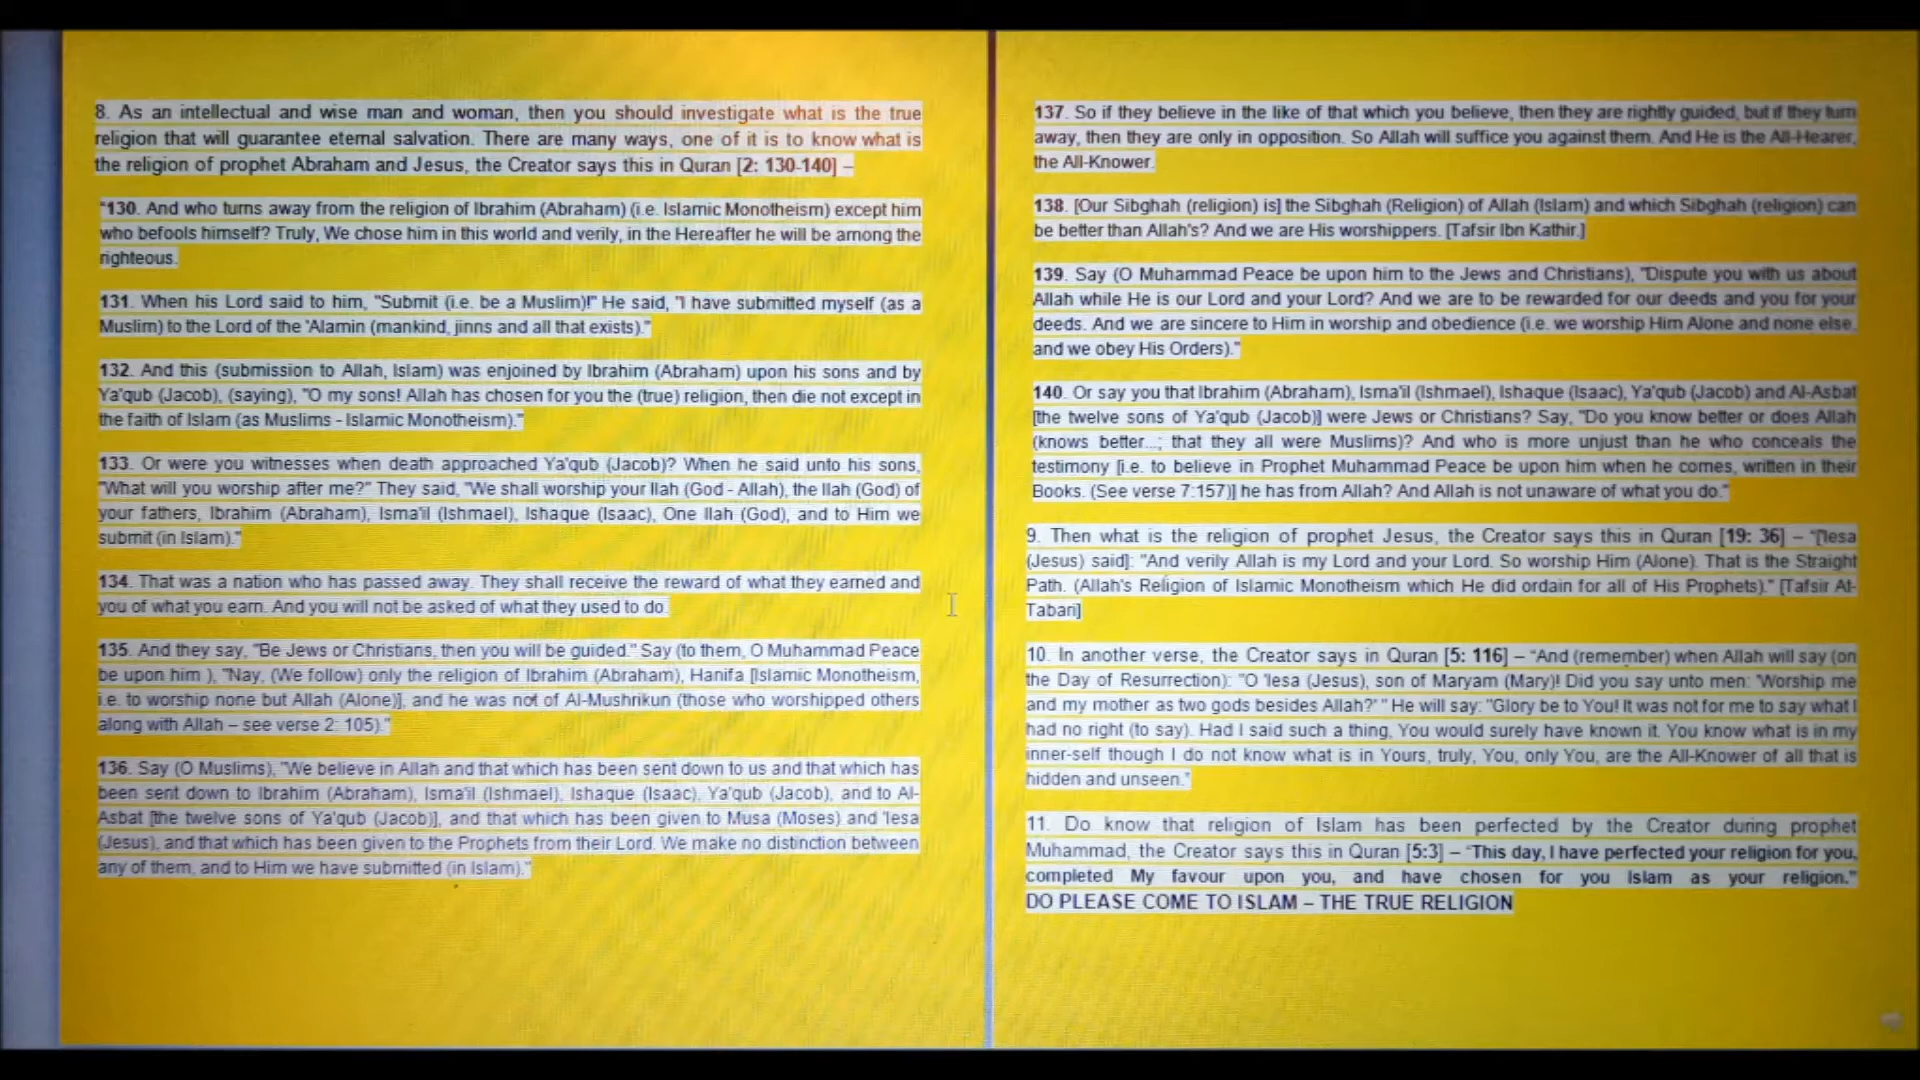 8. As an intellectual and wise man and woman, then you should investigate what is the true
religion that will guarantee eternal salvation. There are many ways, one of it is to know what is
the religion of prophet Abraham and Jesus, the Creator says this in Quran [2: 130-140] –
"130. And who turns away from the religion of Ibrahim (Abraham) (i.e. Islamic Monotheism) except him
who befools himself? Truly, We chose him in this world and verily, in the Hereafter he will be among the
righteous.
131. When his Lord said to him, "Submit (i.e. be a Muslim)!" He said, "I have submitted myself (as a
Muslim) to the Lord of the 'Alamin (mankind, jinns and all that exists)."
132. And this (submission to Allah, Islam) was enjoined by Ibrahim (Abraham) upon his sons and by
Ya'qub (Jacob), (saying), "O my sons! Allah has chosen for you the (true) religion, then die not except in
the faith of Islam (as Muslims - Islamic Monotheism)."
133. Or were you witnesses when death approached Ya'qub (Jacob)? When he said unto his sons,
"What will you worship after me?" They said, "We shall worship your Ilah (God - Allah), the Ilah (God) of
your fathers, Ibrahim (Abraham), Isma'il (Ishmael), Ishaque (Isaac), One Ilah (God), and to Him we
submit (in Islam)."
134. That was a nation who has passed away. They shall receive the reward of what they earned and
you of what you earn. And you will not be asked of what they used to do.
135. And they say, "Be Jews or Christians, then you will be guided." Say (to them, O Muhammad Peace
be upon him ), "Nay, (We follow) only the religion of Ibrahim (Abraham), Hanifa [Islamic Monotheism,
i.e. to worship none but Allah (Alone)], and he was not of Al-Mushrikun (those who worshipped others
along with Allah – see verse 2: 105)."
136. Say (O Muslims), "We believe in Allah and that which has been sent down to us and that which has
been sent down to Ibrahim (Abraham), Isma'il (Ishmael), Ishaque (Isaac), Ya'qub (Jacob), and to Al-
Asbat [the twelve sons of Ya'qub (Jacob)], and that which has been given to Musa (Moses) and 'Iesa
(Jesus), and that which has been given to the Prophets from their Lord. We make no distinction between
any of them, and to Him we have submitted (in Islam)."
137. So if they believe in the like of that which you believe, then they are rightly guided, but if they turn
away, then they are only in opposition. So Allah will suffice you against them. And He is the All-Hearer,
the All-Knower.
138. [Our Sibghah (religion) is] the Sibghah (Religion) of Allah (Islam) and which Sibghah (religion) can
be better than Allah's? And we are His worshippers. [Tafsir Ibn Kathir.]
139. Say (O Muhammad Peace be upon him to the Jews and Christians), "Dispute you with us about
Allah while He is our Lord and your Lord? And we are to be rewarded for our deeds and you for your
deeds. And we are sincere to Him in worship and obedience (i.e. we worship Him Alone and none else,
and we obey His Orders)."
140. Or say you that Ibrahim (Abraham), Isma'il (Ishmael), Ishaque (Isaac), Ya'qub (Jacob) and Al-Asbat
[the twelve sons of Ya'qub (Jacob)] were Jews or Christians? Say, "Do you know better or does Allah
(knows better...; that they all were Muslims)? And who is more unjust than he who conceals the
testimony [i.e. to believe in Prophet Muhammad Peace be upon him when he comes, written in their
Books. (See verse 7:157)] he has from Allah? And Allah is not unaware of what you do."
9. Then what is the religion of prophet Jesus, the Creator says this in Quran [19: 36] – "['Iesa
(Jesus) said]: "And verily Allah is my Lord and your Lord. So worship Him (Alone). That is the Straight
Path. (Allah's Religion of Islamic Monotheism which He did ordain for all of His Prophets)." [Tafsir At-
Tabari]
10. In another verse, the Creator says in Quran [5: 116] – "And (remember) when Allah will say (on
the Day of Resurrection): "O 'Iesa (Jesus), son of Maryam (Mary)! Did you say unto men: 'Worship me
and my mother as two gods besides Allah?' " He will say: "Glory be to You! It was not for me to say what I
had no right (to say). Had I said such a thing, You would surely have known it. You know what is in my
inner-self though I do not know what is in Yours, truly, You, only You, are the All-Knower of all that is
hidden and unseen."
11. Do know that religion of Islam has been perfected by the Creator during prophet
Muhammad, the Creator says this in Quran [5:3] – "This day, I have perfected your religion for you,
completed My favour upon you, and have chosen for you Islam as your religion."
DO PLEASE COME TO ISLAM – THE TRUE RELIGION